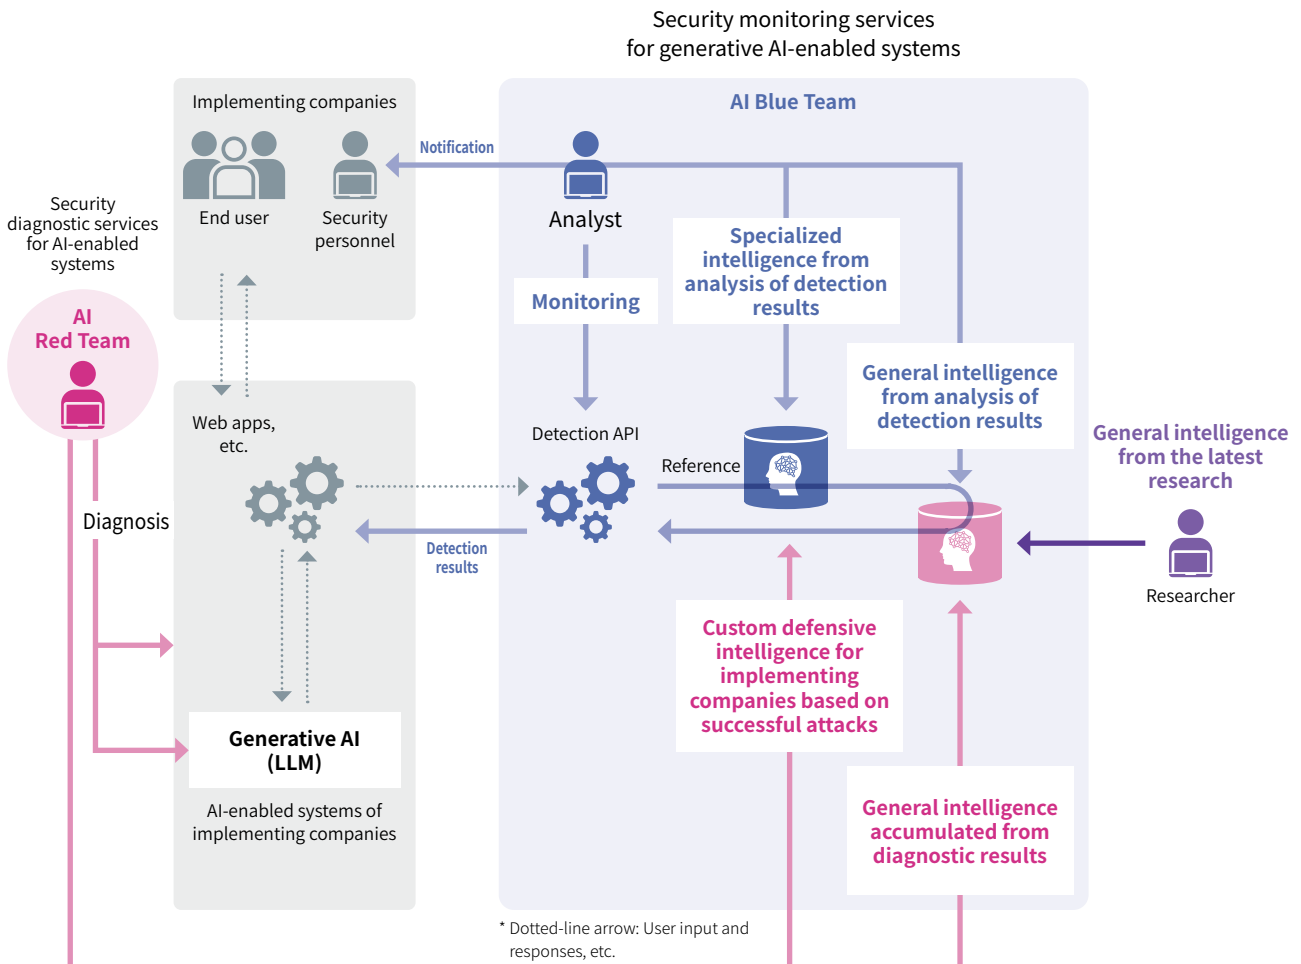 Security monitoring services
for generative AI-enabled systems
Implementing companies
End user
Security
personnel
Notification
AI Blue Team
Analyst
Monitoring
Specialized
intelligence from
analysis of detection
results
General intelligence
from analysis of
detection results
Security
diagnostic services
for AI-enabled
systems
AI
Red Team
Diagnosis
Web apps,
etc.
Detection API
Reference
Detection
results
General intelligence
from the latest
research
Researcher
Custom defensive
intelligence for
implementing
companies based on
successful attacks
Generative AI
(LLM)
AI-enabled systems of
implementing companies
General intelligence
accumulated from
diagnostic results
* Dotted-line arrow: User input and
responses, etc.